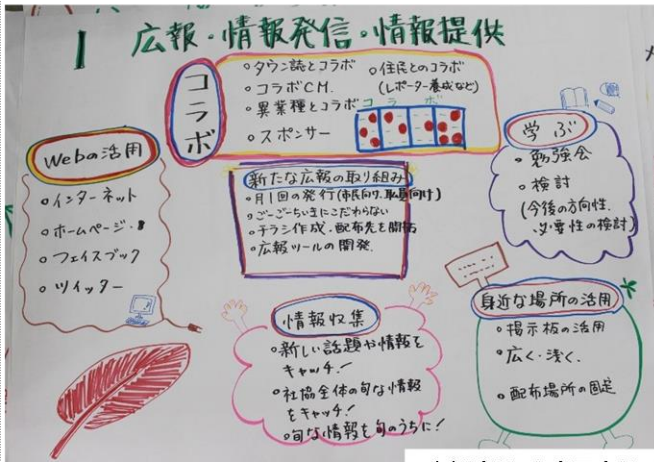 1 広報・情報発信・情報提供
コラボ
○タウン誌とコラボ
○コラボCM.
○異業種とコラボ
○スポンサー
○住民とのコラボ
(レポーター養成など)
コラボ
Webの活用
○インターネット
○ホームページ・
○フェイスブック
○ツイッター
新たな広報の取り組み
○月1回の発行(市民向け、職員向け)
○ごーごーちいきにこだわらない
○チラシ作成・配布先を開拓
○広報ツールの開発.
学ぶ
○勉強会
○検討
(今後の方向性.
必要性の検討)
情報収集
○新しい話題や情報を
キャッチ!
○社協全体の旬な情報
をキャッチ!
○旬な情報を旬のうちに!
身近な場所の活用
○掲示板の活用
○広く・浅く.
○配布場所の固定